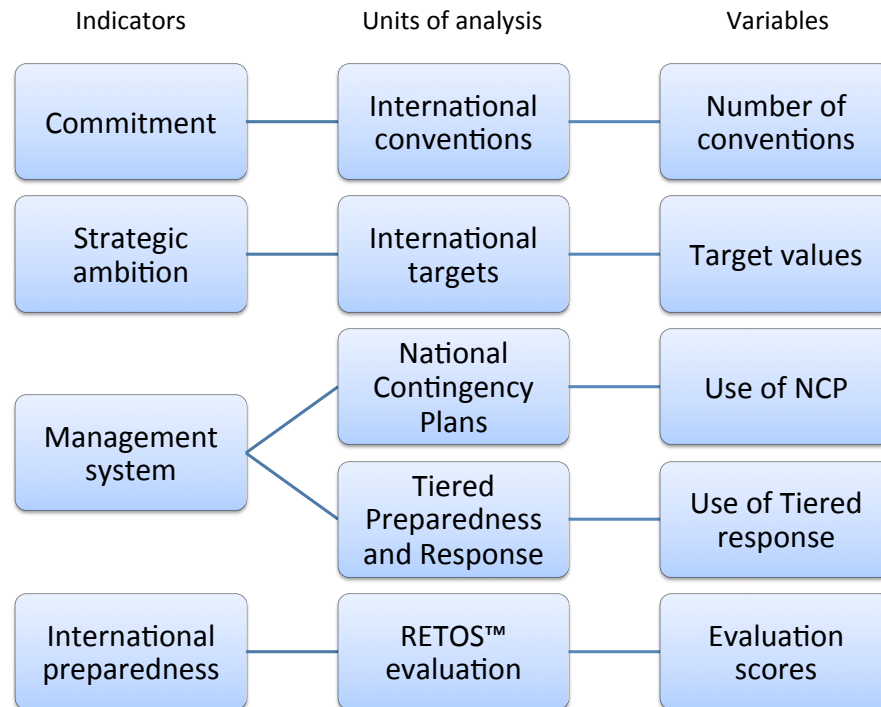 Indicators
Units of analysis
Variables
Commitment
International
conventions
Number of
conventions
Strategic
ambition
International
targets
Target values
Management
system
National
Contingency
Plans
Use of NCP
Tiered
Preparedness
and Response
Use of Tiered
response
International
preparedness
RETOS™
evaluation
Evaluation
scores